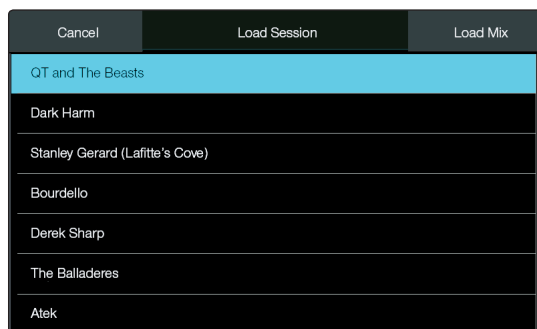 Cancel Load Session Load Mix
QT and The Beasts
Dark Harm
Stanley Gerard (Lafitte's Cove)
Bourdello
Derek Sharp
The Balladeres
Atek